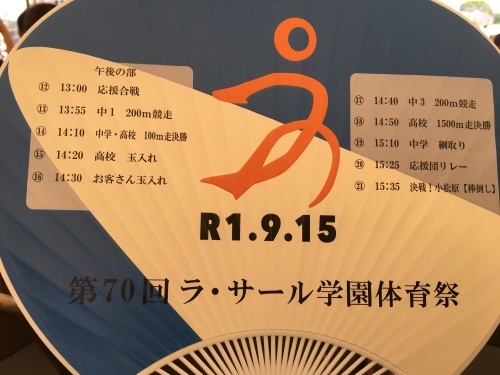 午後の部
⑫ 13:00 応援合戦
⑬ 13:55 中1 200m競走
⑭ 14:10 中学・高校 100m走決勝
⑮ 14:20 高校 玉入れ
⑯ 14:30 お客さん玉入れ
⑰ 14:40 中3 200m競走
⑱ 14:50 高校 1500m走決勝
⑲ 15:10 中学 綱取り
⑳ 15:25 応援団リレー
㉑ 15:35 決戦!小松原【棒倒し】
R1.9.15
第70回 ラ・サール学園体育祭